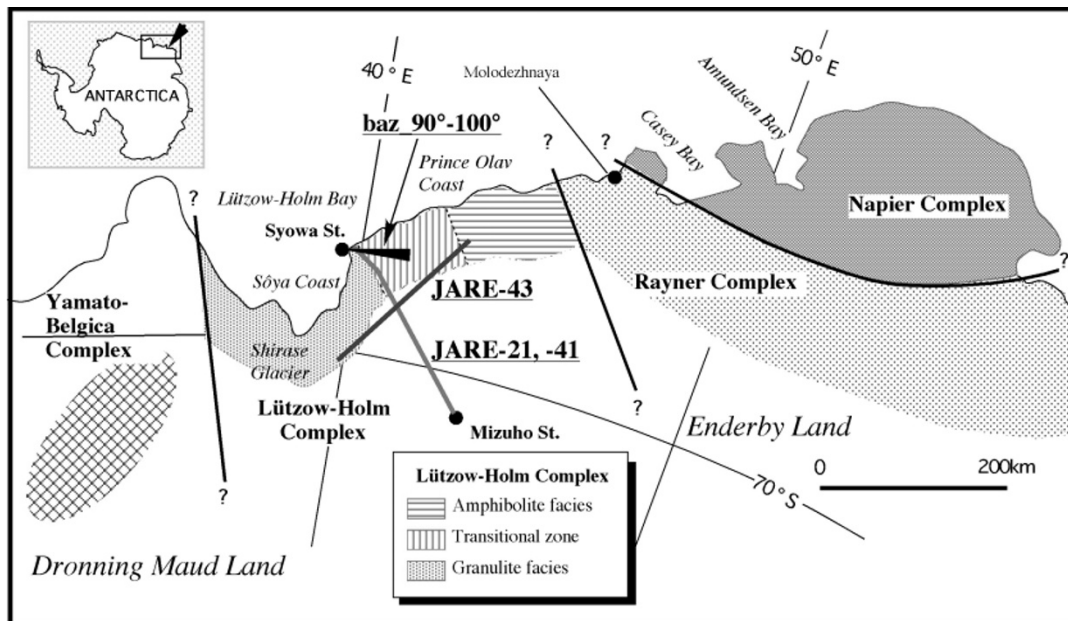 ANTARCTICA
40° E
50° E
Molodezhnaya
Amundsen Bay
Casey Bay
baz_90°-100°
Prince Olav
Coast
?
?
?
Lützow-Holm Bay
Syowa St.
Napier Complex
Sôya Coast
JARE-43
Rayner Complex
?
Yamato-
Belgica
Complex
Shirase
Glacier
JARE-21, -41
Lützow-Holm
Complex
Mizuho St.
?
Enderby Land
?
70° S
0 200km
Lützow-Holm Complex
Amphibolite facies
Transitional zone
Granulite facies
Dronning Maud Land